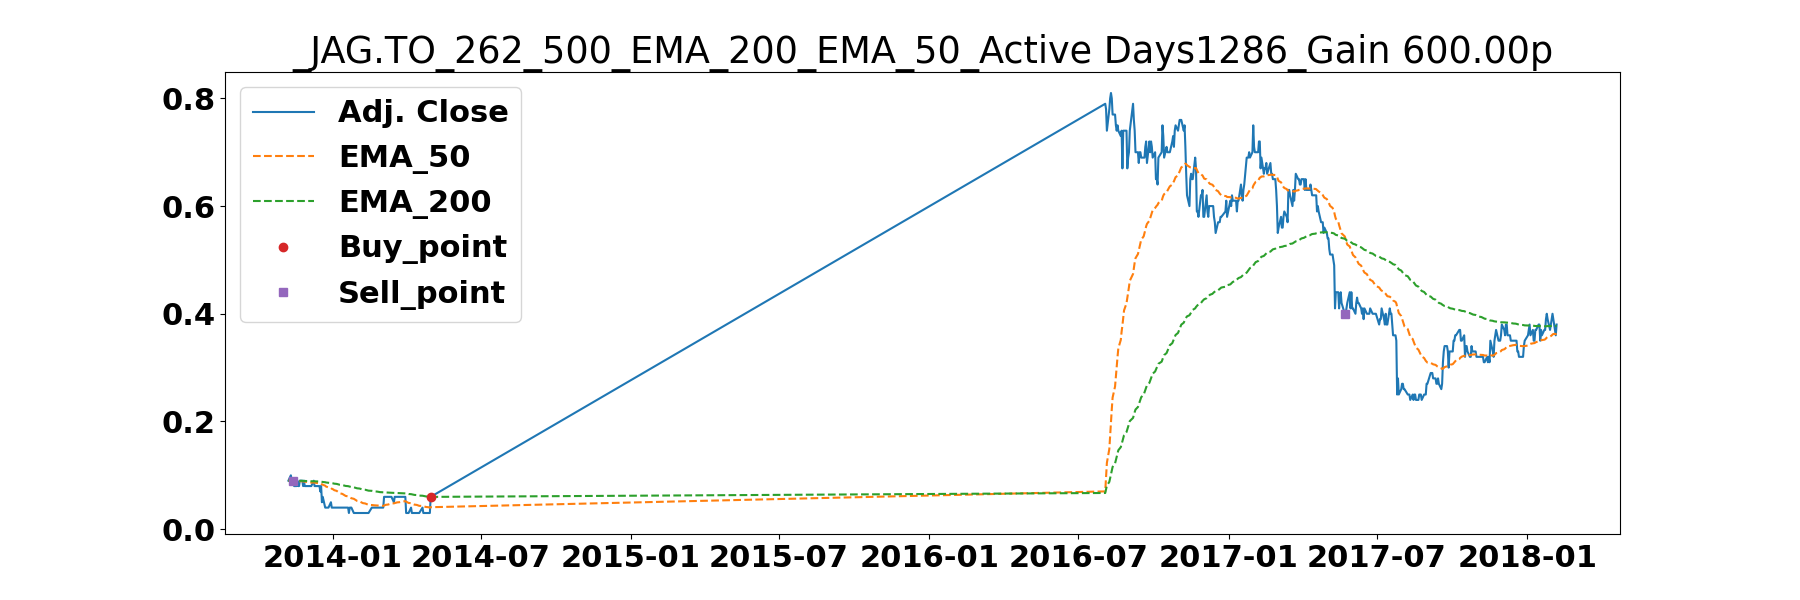 _JAG.TO_262_500_EMA_200_EMA_50_Active Days1286_Gain 600.00p
0.8
0.6
0.4
0.2
0.0
Adj. Close
EMA_50
EMA_200
Buy_point
Sell_point
2014-01 2014-07 2015-01 2015-07 2016-01 2016-07 2017-01 2017-07 2018-01